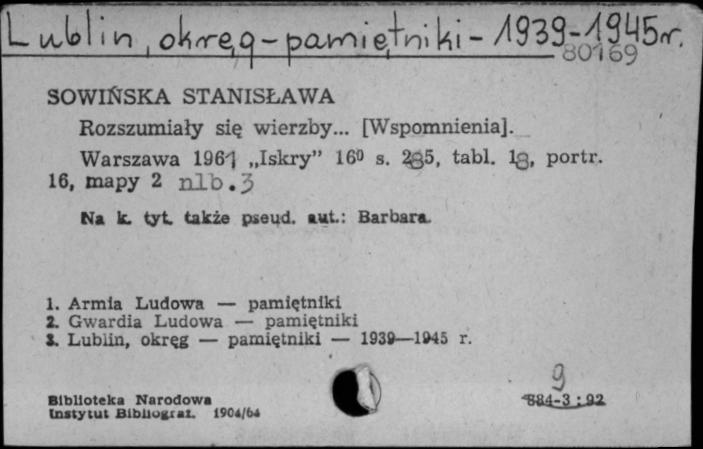 Lublin, okręg - pamiętniki - 1939-1945 r.
80169
SOWIŃSKA STANISŁAWA
Rozszumiały się wierzby... [Wspomnienia].
Warszawa 1961 „Iskry” 16⁰ s. 285, tabl. 18, portr.
16, mapy 2 nlb. 3
Na k. tyt. także pseud. aut.: Barbara.
1. Armia Ludowa — pamiętniki
2. Gwardia Ludowa — pamiętniki
3. Lublin, okręg — pamiętniki — 1939—1945 r.
9
Biblioteka Narodowa
Instytut Bibliograf. 1904/64
884-3 : 92